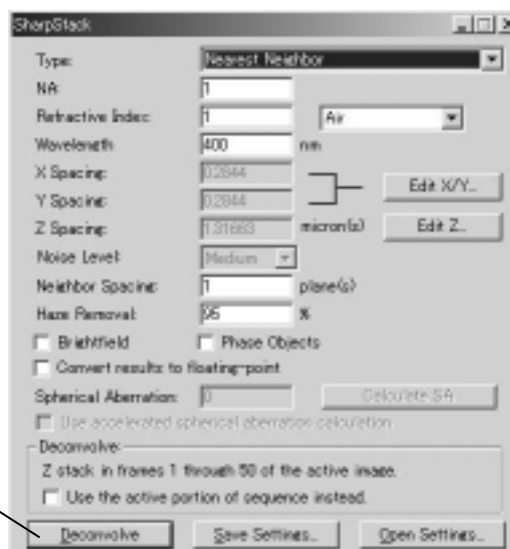 SharpStack
Type: Nearest Neighbor
NA: 1
Refractive Index: 1 Air
Wavelength 400 nm
X Spacing: 0.2844
Y Spacing: 0.2844 Edit X/Y...
Z Spacing: 1.31663 micron(s) Edit Z...
Noise Level: Medium
Neighbor Spacing: 1 plane(s)
Haze Removal: 95 %
Brightfield Phase Objects
Convert results to floating-point
Spherical Aberration: 0 Calculate SA
Use accelerated spherical aberration calculation
Deconvolve:
Z stack in frames 1 through 50 of the active image.
Use the active portion of sequence instead.
Deconvolve Save Settings... Open Settings...